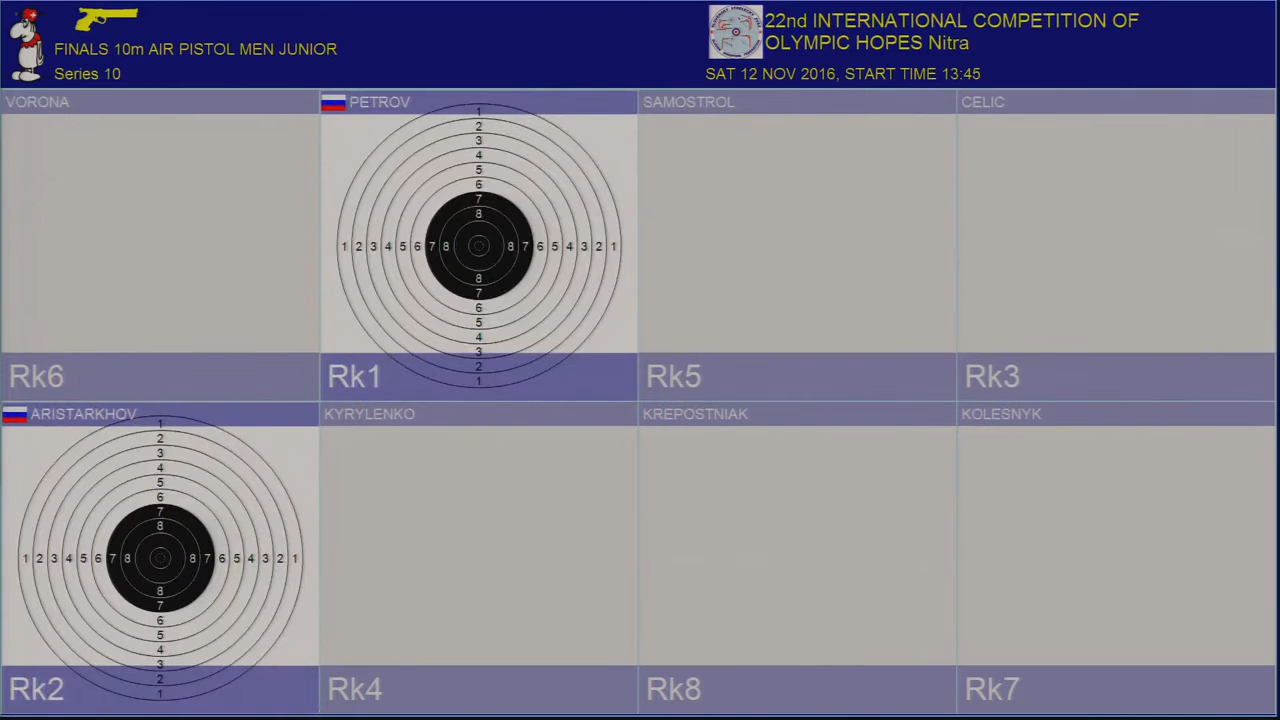 FINALS 10m AIR PISTOL MEN JUNIOR
Series 10
22nd INTERNATIONAL COMPETITION OF
OLYMPIC HOPES Nitra
SAT 12 NOV 2016, START TIME 13:45
VORONA
PETROV
SAMOSTROL
CELIC
1
2
3
4
5
6
7
8
1 2 3 4 5 6 7 8 8 7 6 5 4 3 2 1
8
7
6
5
4
3
2
1
Rk6
Rk1
Rk5
Rk3
ARISTARKHOV
KYRYLENKO
KREPOSTNIAK
KOLESNYK
1
2
3
4
5
6
7
8
1 2 3 4 5 6 7 8 8 7 6 5 4 3 2 1
8
7
6
5
4
3
2
1
Rk2
Rk4
Rk8
Rk7